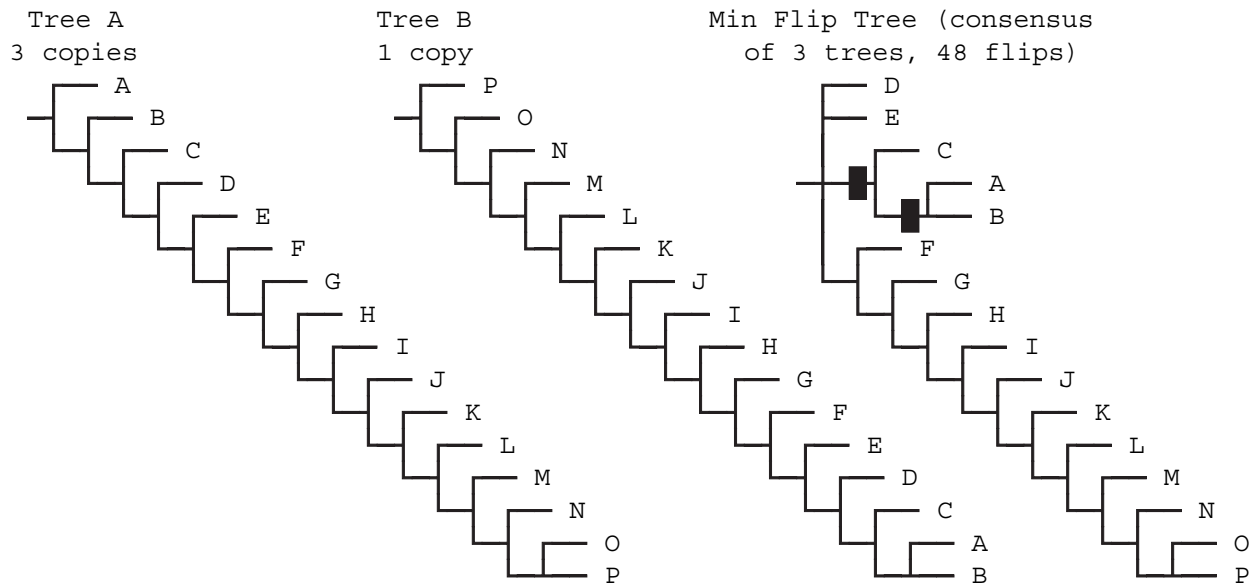 Tree A
3 copies
A
B
C
D
E
F
G
H
I
J
K
L
M
N
O
P
Tree B
1 copy
P
O
N
M
L
K
J
I
H
G
F
E
D
C
A
B
Min Flip Tree (consensus
of 3 trees, 48 flips)
D
E
C
A
B
F
G
H
I
J
K
L
M
N
O
P